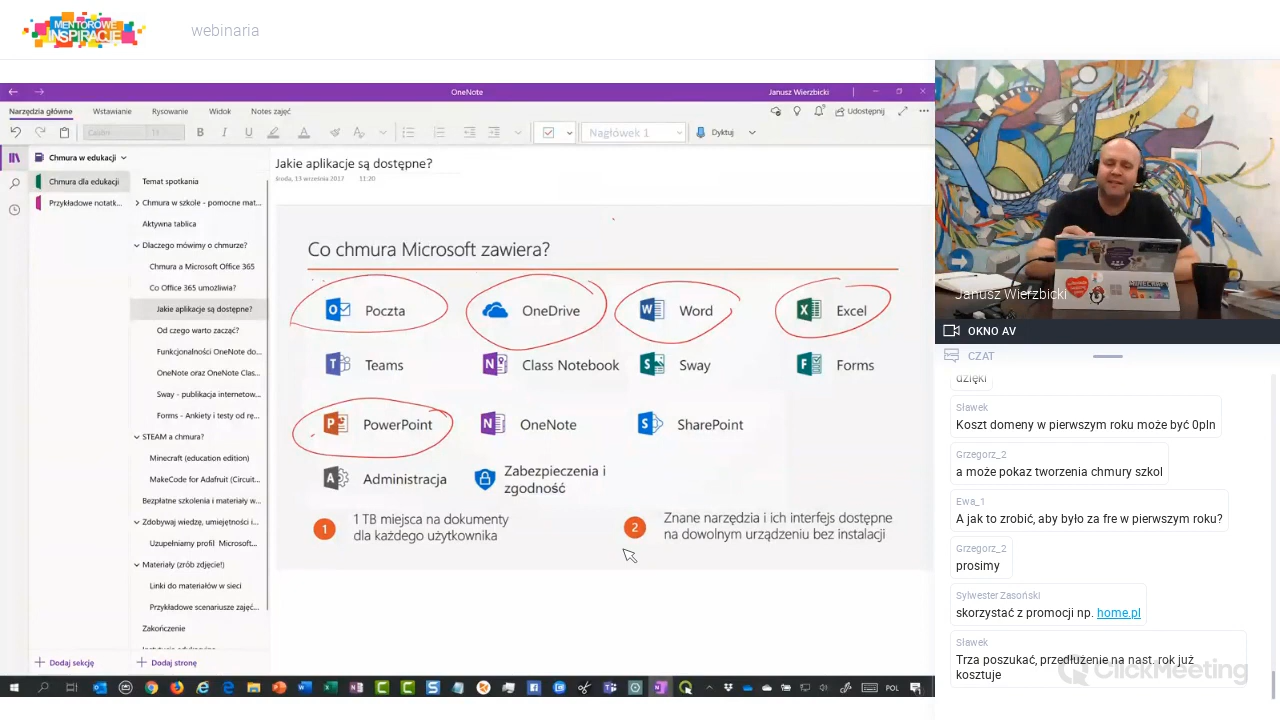 MENTOROWE
INSPIRACJE
webinaria
OneNote
Janusz Wierzbicki
Narzędzia główne
Wstawianie
Rysowanie
Widok
Notes zajęć
Udostępnij
Calibri
19
B
I
U
A
Nagłówek 1
Dyktuj
Chmura w edukacji
Chmura dla edukacji
Przykładowe notatk...
Temat spotkania
Chmura w szkole - pomocne mat...
Aktywna tablica
Dlaczego mówimy o chmurze?
Chmura a Microsoft Office 365
Co Office 365 umożliwia?
Jakie aplikacje są dostępne?
Od czego warto zacząć?
Funkcjonalności OneNote do...
OneNote oraz OneNote Clas...
Sway - publikacja internetow...
Forms - Ankiety i testy od rę...
STEAM a chmura?
Minecraft (education edition)
MakeCode for Adafruit (Circuit...
Bezpłatne szkolenia i materiały w...
Zdobywaj wiedzę, umiejętności i...
Uzupełniamy profil Microsoft...
Materiały (zrób zdjęcie!)
Linki do materiałów w sieci
Przykładowe scenariusze zajęć...
Zakończenie
Dodaj sekcję
Dodaj stronę
Jakie aplikacje są dostępne?
środa, 13 września 2017 11:20
Co chmura Microsoft zawiera?
Poczta
OneDrive
Word
Excel
Teams
Class Notebook
Sway
Forms
PowerPoint
OneNote
SharePoint
Administracja
Zabezpieczenia i
zgodność
1
1 TB miejsca na dokumenty
dla każdego użytkownika
2
Znane narzędzia i ich interfejs dostępne
na dowolnym urządzeniu bez instalacji
POL
Janusz Wierzbicki
OKNO AV
CZAT
dzięki
Sławek
Koszt domeny w pierwszym roku może być 0pln
Grzegorz_2
a może pokaz tworzenia chmury szkol
Ewa_1
A jak to zrobić, aby było za fre w pierwszym roku?
Grzegorz_2
prosimy
Sylwester Zasoński
skorzystać z promocji np. home.pl
Sławek
Trza poszukać, przedłużenie na nast. rok już
kosztuje
ClickMeeting